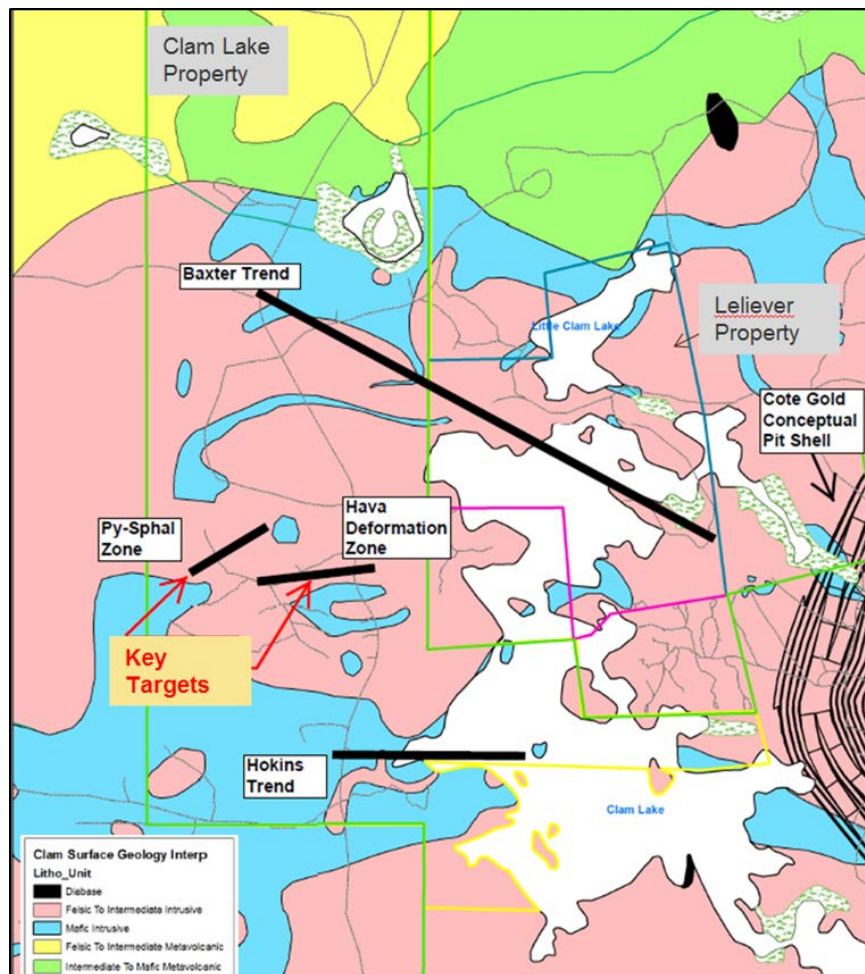 Clam Lake
Property
Baxter Trend
Little Clam Lake
Leliever
Property
Cote Gold
Conceptual
Pit Shell
Py-Sphal
Zone
Hava
Deformation
Zone
Key
Targets
Hokins
Trend
Clam Lake
Clam Surface Geology Interp
Litho_Unit
Diabase
Felsic To Intermediate Intrusive
Mafic Intrusive
Felsic To Intermediate Metavolcanic
Intermediate To Mafic Metavolcanic